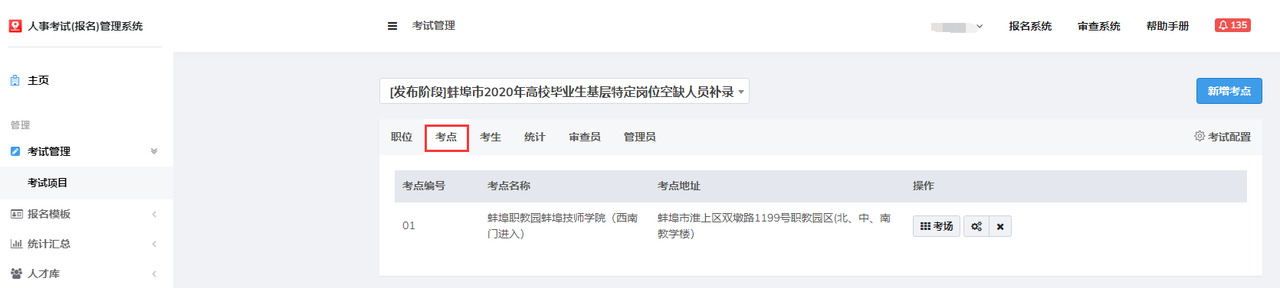 人事考试(报名)管理系统
考试管理
报名系统
审查系统
帮助手册
135
主页
[发布阶段]蚌埠市2020年高校毕业生基层特定岗位空缺人员补录
新增考点
管理
考试管理
职位
考点
考生
统计
审查员
管理员
考试配置
考试项目
考点编号
考点名称
考点地址
操作
报名模板
01
蚌埠职教园蚌埠技师学院（西南
门进入）
蚌埠市淮上区双墩路1199号职教园区(北、中、南
教学楼）
考场
统计汇总
人才库